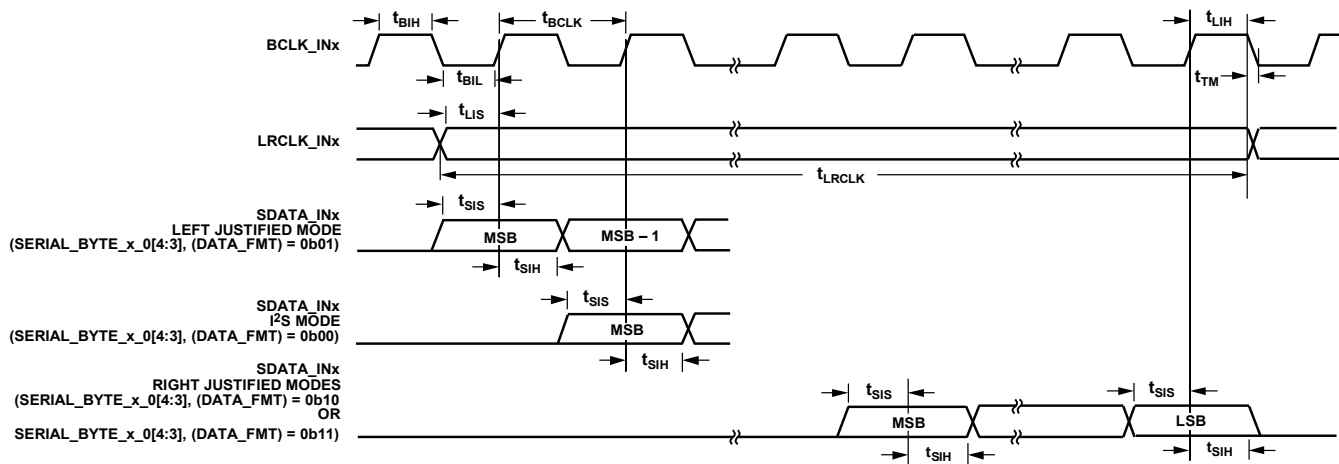 tBIH
tBCLK
tLIH
BCLK_INx
tBIL
tTM
tLIS
LRCLK_INx
tLRCLK
SDATA_INx
LEFT JUSTIFIED MODE
(SERIAL_BYTE_x_0[4:3], (DATA_FMT) = 0b01)
tSIS
MSB
MSB – 1
tSIH
SDATA_INx
I²S MODE
(SERIAL_BYTE_x_0[4:3], (DATA_FMT) = 0b00)
tSIS
MSB
tSIH
SDATA_INx
RIGHT JUSTIFIED MODES
(SERIAL_BYTE_x_0[4:3], (DATA_FMT) = 0b10
OR
SERIAL_BYTE_x_0[4:3], (DATA_FMT) = 0b11)
tSIS
tSIS
MSB
LSB
tSIH
tSIH